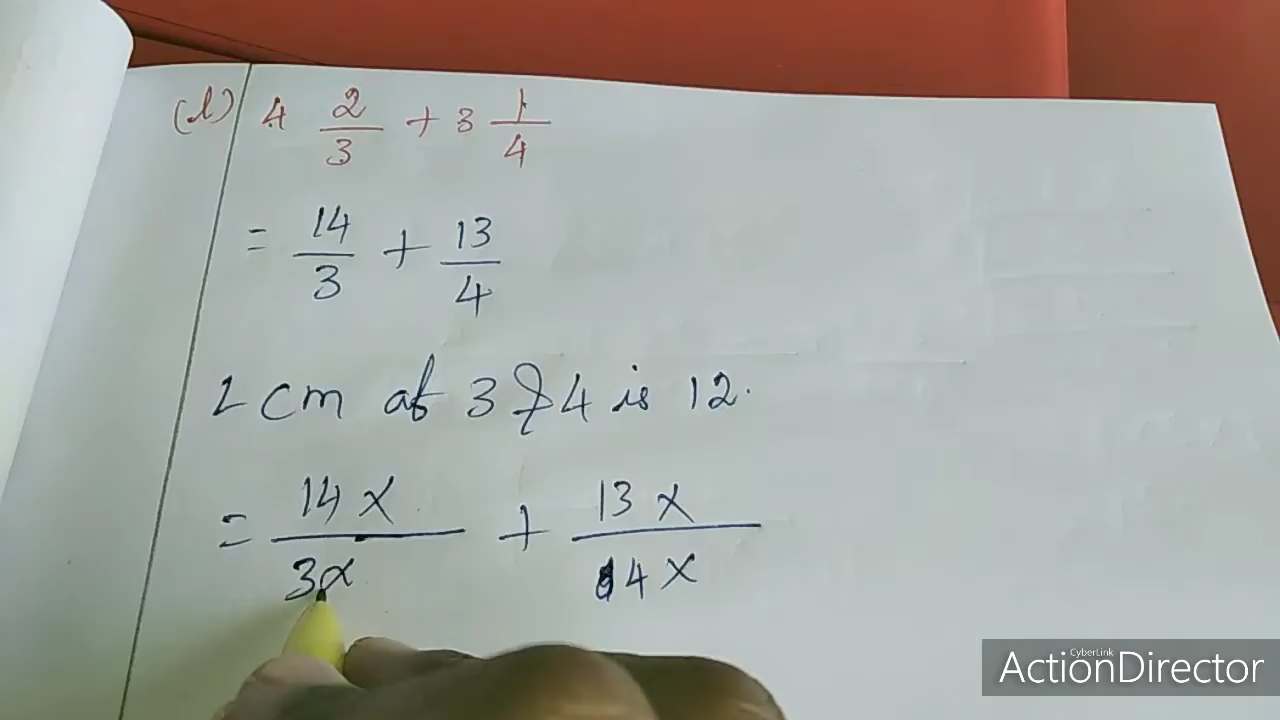 (l) 4 2/3 + 3 1/4
= 14/3 + 13/4
LCM of 3 & 4 is 12.
= 14 x / 3 x + 13 x / 4 x
CyberLink
ActionDirector